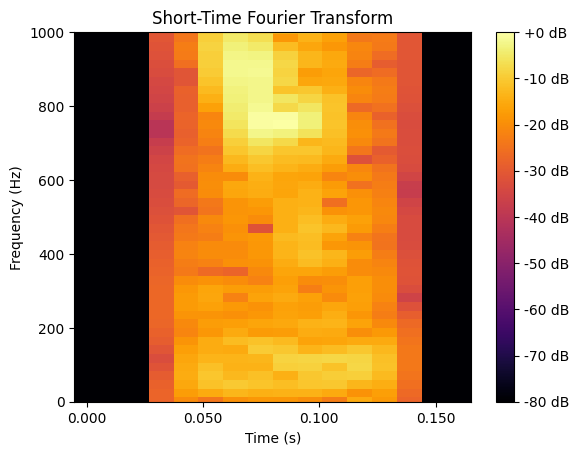 Short-Time Fourier Transform
1000
800
600
400
200
0
Frequency (Hz)
0.000
0.050
0.100
0.150
Time (s)
+0 dB
-10 dB
-20 dB
-30 dB
-40 dB
-50 dB
-60 dB
-70 dB
-80 dB